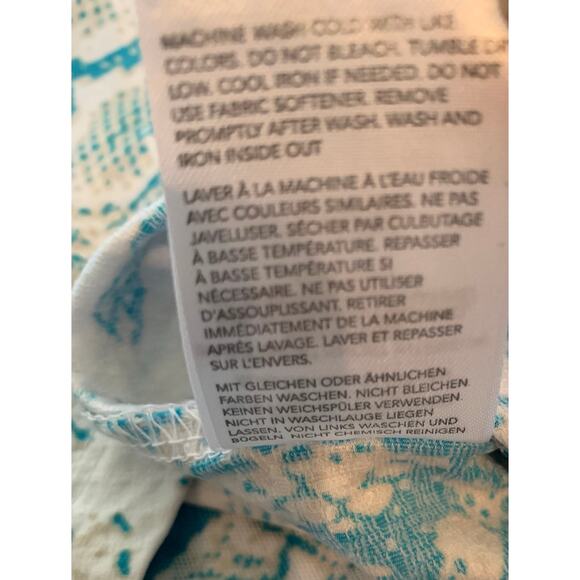 MACHINE WASH COLD WITH LIKE
COLORS. DO NOT BLEACH. TUMBLE DRY
LOW. COOL IRON IF NEEDED. DO NOT
USE FABRIC SOFTENER. REMOVE
PROMPTLY AFTER WASH. WASH AND
IRON INSIDE OUT
LAVER À LA MACHINE À L'EAU FROIDE
AVEC COULEURS SIMILAIRES. NE PAS
JAVELLISER. SÉCHER PAR CULBUTAGE
À BASSE TEMPÉRATURE. REPASSER
À BASSE TEMPÉRATURE SI
NÉCESSAIRE. NE PAS UTILISER
D'ASSOUPLISSANT. RETIRER
IMMÉDIATEMENT DE LA MACHINE
APRÈS LAVAGE. LAVER ET REPASSER
SUR L'ENVERS.
MIT GLEICHEN ODER ÄHNLICHEN
FARBEN WASCHEN. NICHT BLEICHEN.
KEINEN WEICHSPÜLER VERWENDEN.
NICHT IN WASCHLAUGE LIEGEN
LASSEN. VON LINKS WASCHEN UND
BÜGELN. NICHT CHEMISCH REINIGEN